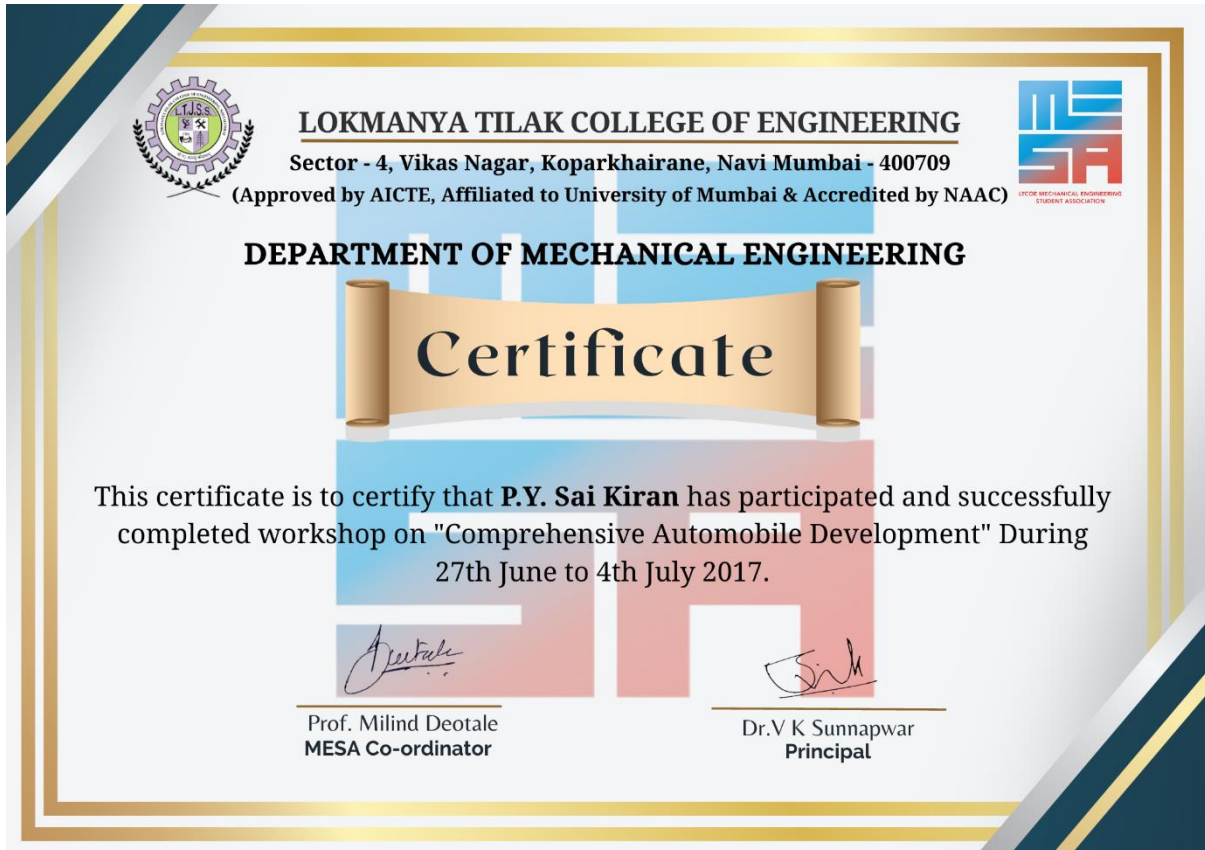 L.T.J.S.S.
LOKMANYA TILAK COLLEGE OF ENGINEERING
Sector - 4, Vikas Nagar, Koparkhairane, Navi Mumbai - 400709
(Approved by AICTE, Affiliated to University of Mumbai & Accredited by NAAC)
MESA
LTCOE MECHANICAL ENGINEERING
STUDENT ASSOCIATION
DEPARTMENT OF MECHANICAL ENGINEERING
Certificate
This certificate is to certify that P.Y. Sai Kiran has participated and successfully
completed workshop on "Comprehensive Automobile Development" During
27th June to 4th July 2017.
Prof. Milind Deotale
MESA Co-ordinator
Dr.V K Sunnapwar
Principal